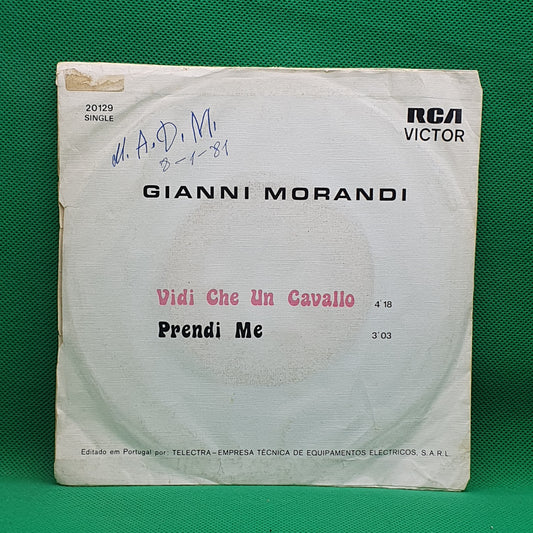 20129
SINGLE
RCA
VICTOR
M. A. D. M.
8-1-81
GIANNI MORANDI
Vidi Che Un Cavallo 4'18
Prendi Me 3'03
Editado em Portugal por: TELECTRA-EMPRESA TÉCNICA DE EQUIPAMENTOS ELÉCTRICOS, S.A.R.L.